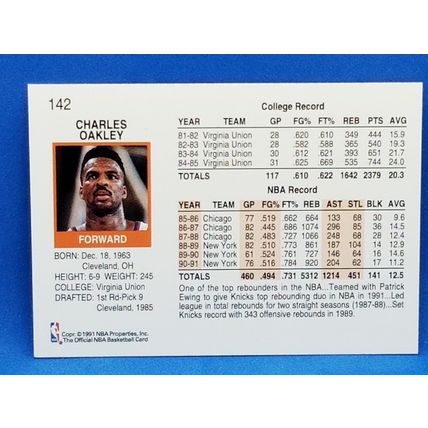 142
CHARLES
OAKLEY
FORWARD
BORN: Dec. 18, 1963
Cleveland, OH
HEIGHT: 6-9 WEIGHT: 245
COLLEGE: Virginia Union
DRAFTED: 1st Rd-Pick 9
Cleveland, 1985
NBA
Copr. ©1991 NBA Properties, Inc.
The Official NBA Basketball Card
College Record
YEAR TEAM GP FG% FT% REB PTS AVG
81-82 Virginia Union 28 .620 .610 349 444 15.9
82-83 Virginia Union 28 .582 .588 365 540 19.3
83-84 Virginia Union 30 .612 .621 393 651 21.7
84-85 Virginia Union 31 .625 .669 535 744 24.0
TOTALS 117 .610 .622 1642 2379 20.3
NBA Record
YEAR TEAM GP FG% FT% REB AST STL BLK AVG
85-86 Chicago 77 .519 .662 664 133 68 30 9.6
86-87 Chicago 82 .445 .686 1074 296 85 36 14.5
87-88 Chicago 82 .483 .727 1066 248 68 28 12.4
88-89 New York 82 .510 .773 861 187 104 14 12.9
89-90 New York 61 .524 .761 727 146 64 16 14.6
90-91 New York 76 .516 .784 920 204 62 17 11.2
TOTALS 460 .494 .731 5312 1214 451 141 12.5
One of the top rebounders in the NBA...Teamed with Patrick
Ewing to give Knicks top rebounding duo in NBA in 1991...Led
league in total rebounds for two straight seasons (1987-88)...Set
Knicks record with 343 offensive rebounds in 1989.